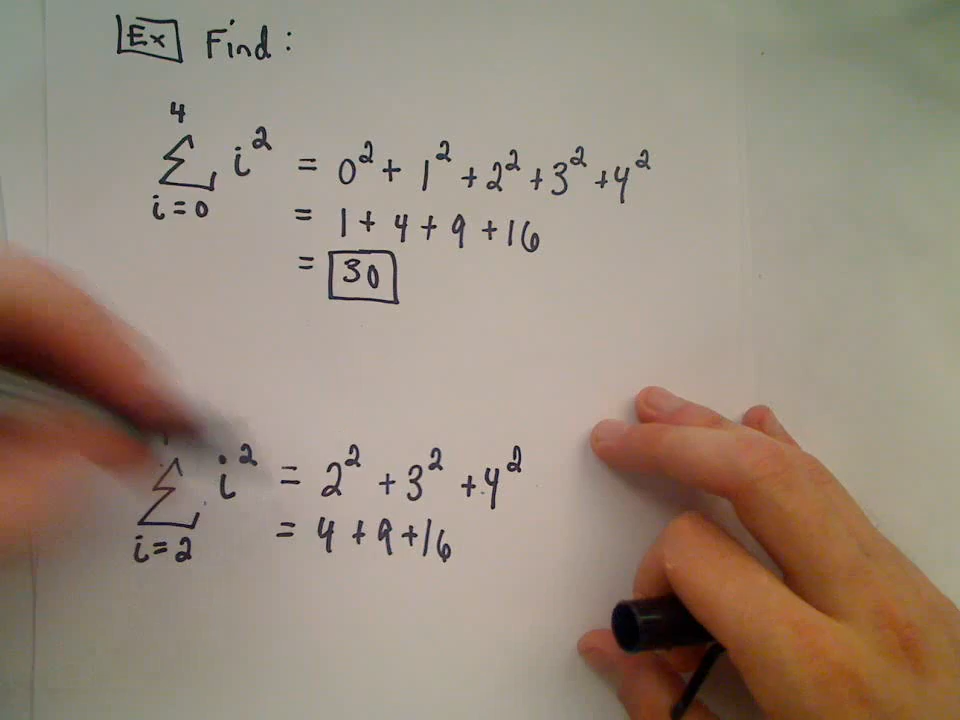 Ex Find:
4
∑ i² = 0² + 1² + 2² + 3² + 4²
i=0
= 1 + 4 + 9 + 16
= 30
∑ i² = 2² + 3² + 4²
i=2
= 4 + 9 + 16